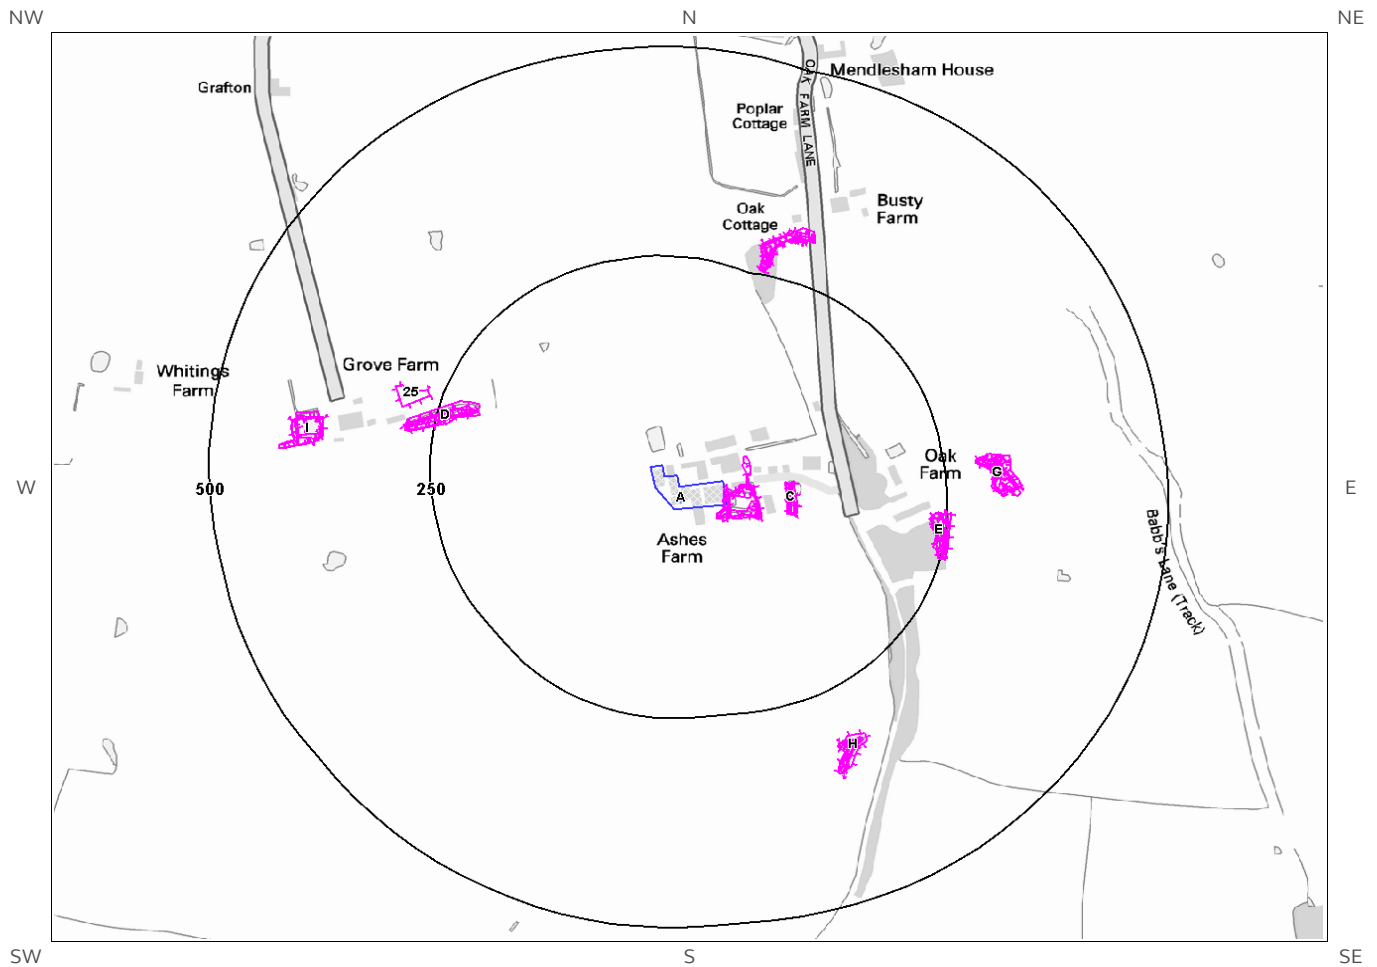 NW
N
NE
Grafton
OAK FARM LANE
Mendlesham House
Poplar
Cottage
Oak
Cottage
Busty
Farm
Whitings
Farm
Grove Farm
25
D
I
Oak
Farm
G
W
500
250
A
C
E
E
Ashes
Farm
Babb's Lane (Track)
H
SW
S
SE